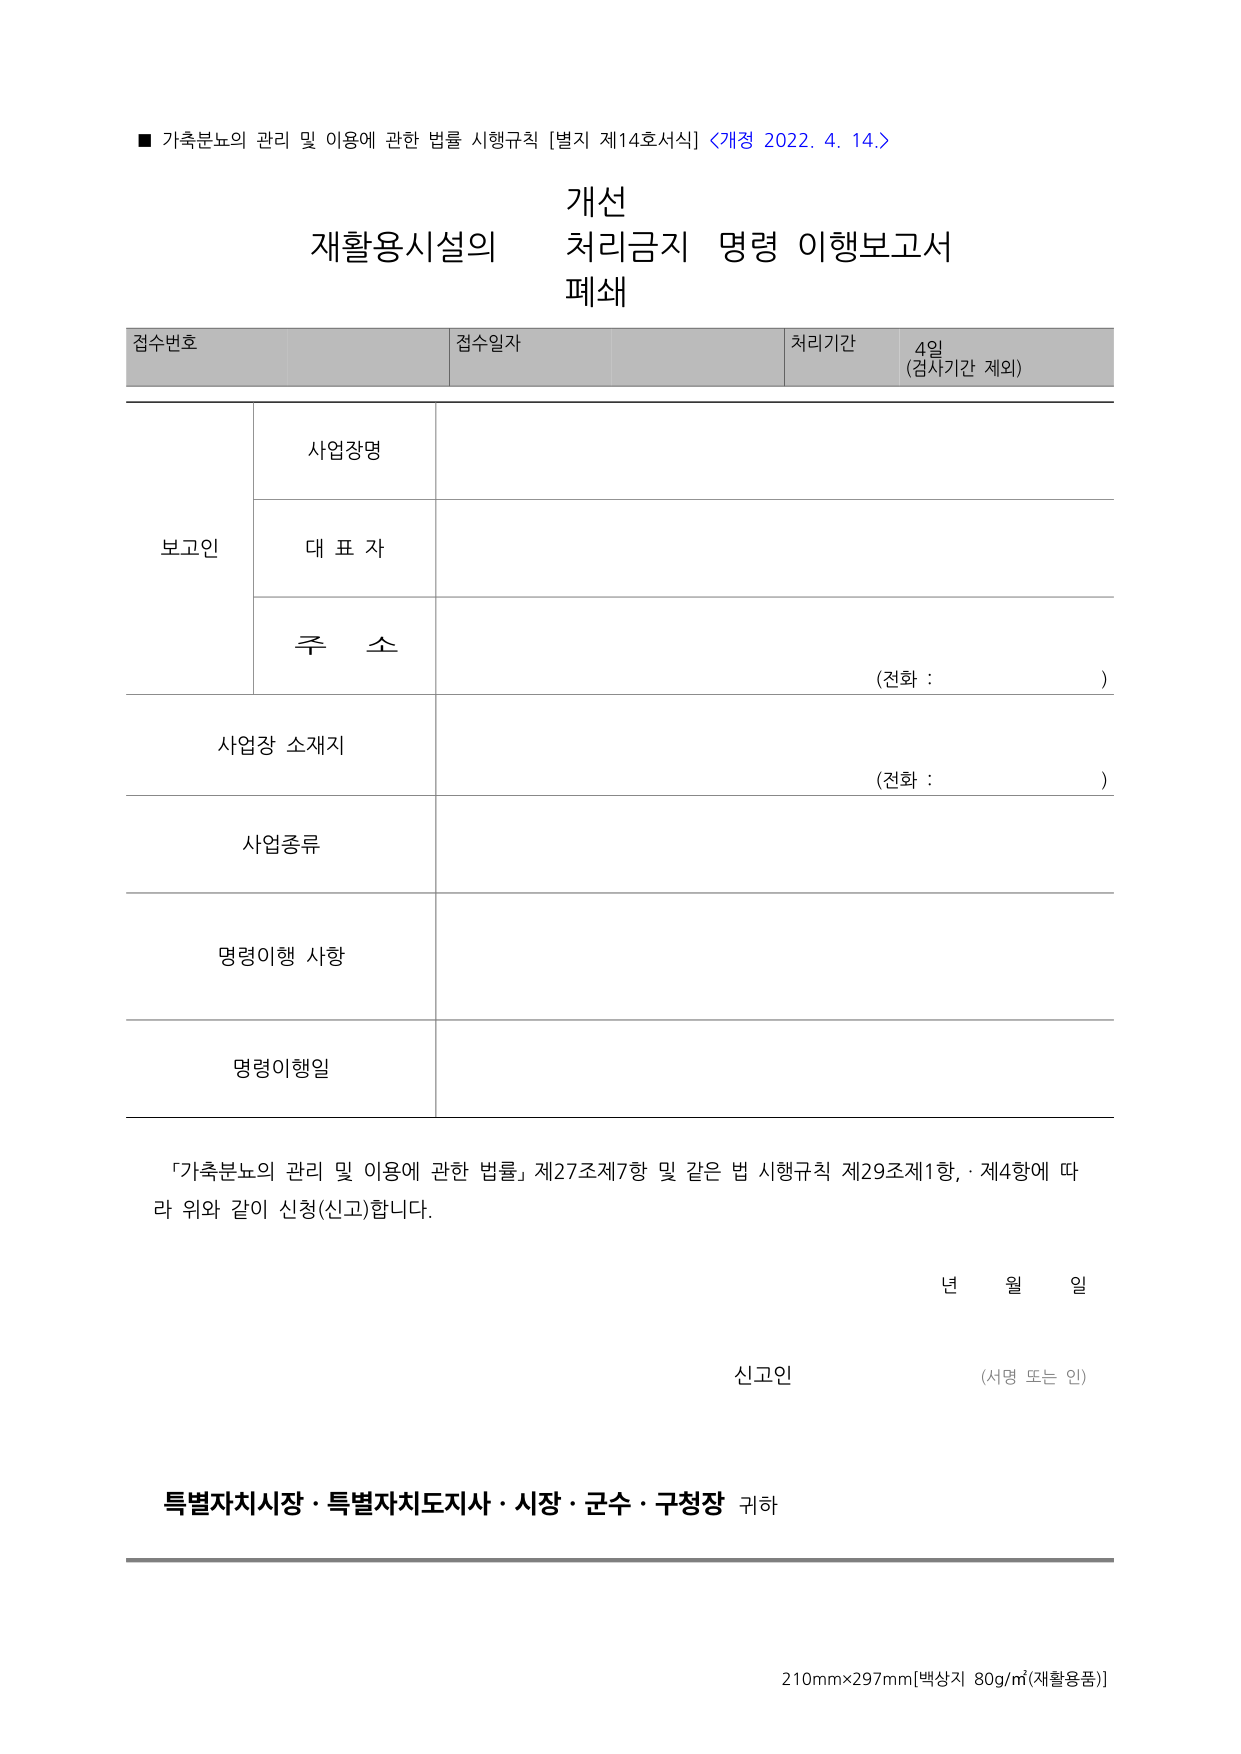 ■ 가축분뇨의 관리 및 이용에 관한 법률 시행규칙 [별지 제14호서식] <개정 2022. 4. 14.>
개선
재활용시설의 처리금지 명령 이행보고서
폐쇄
접수번호 접수일자 처리기간 4일
(검사기간 제외)
사업장명
보고인 대 표 자
주 소
(전화 : )
사업장 소재지
(전화 : )
사업종류
명령이행 사항
명령이행일
「가축분뇨의 관리 및 이용에 관한 법률」 제27조제7항 및 같은 법 시행규칙 제29조제1항, · 제4항에 따
라 위와 같이 신청(신고)합니다.
년 월 일
신고인 (서명 또는 인)
특별자치시장 · 특별자치도지사 · 시장 · 군수 · 구청장 귀하
210mm×297mm[백상지 80g/㎡(재활용품)]